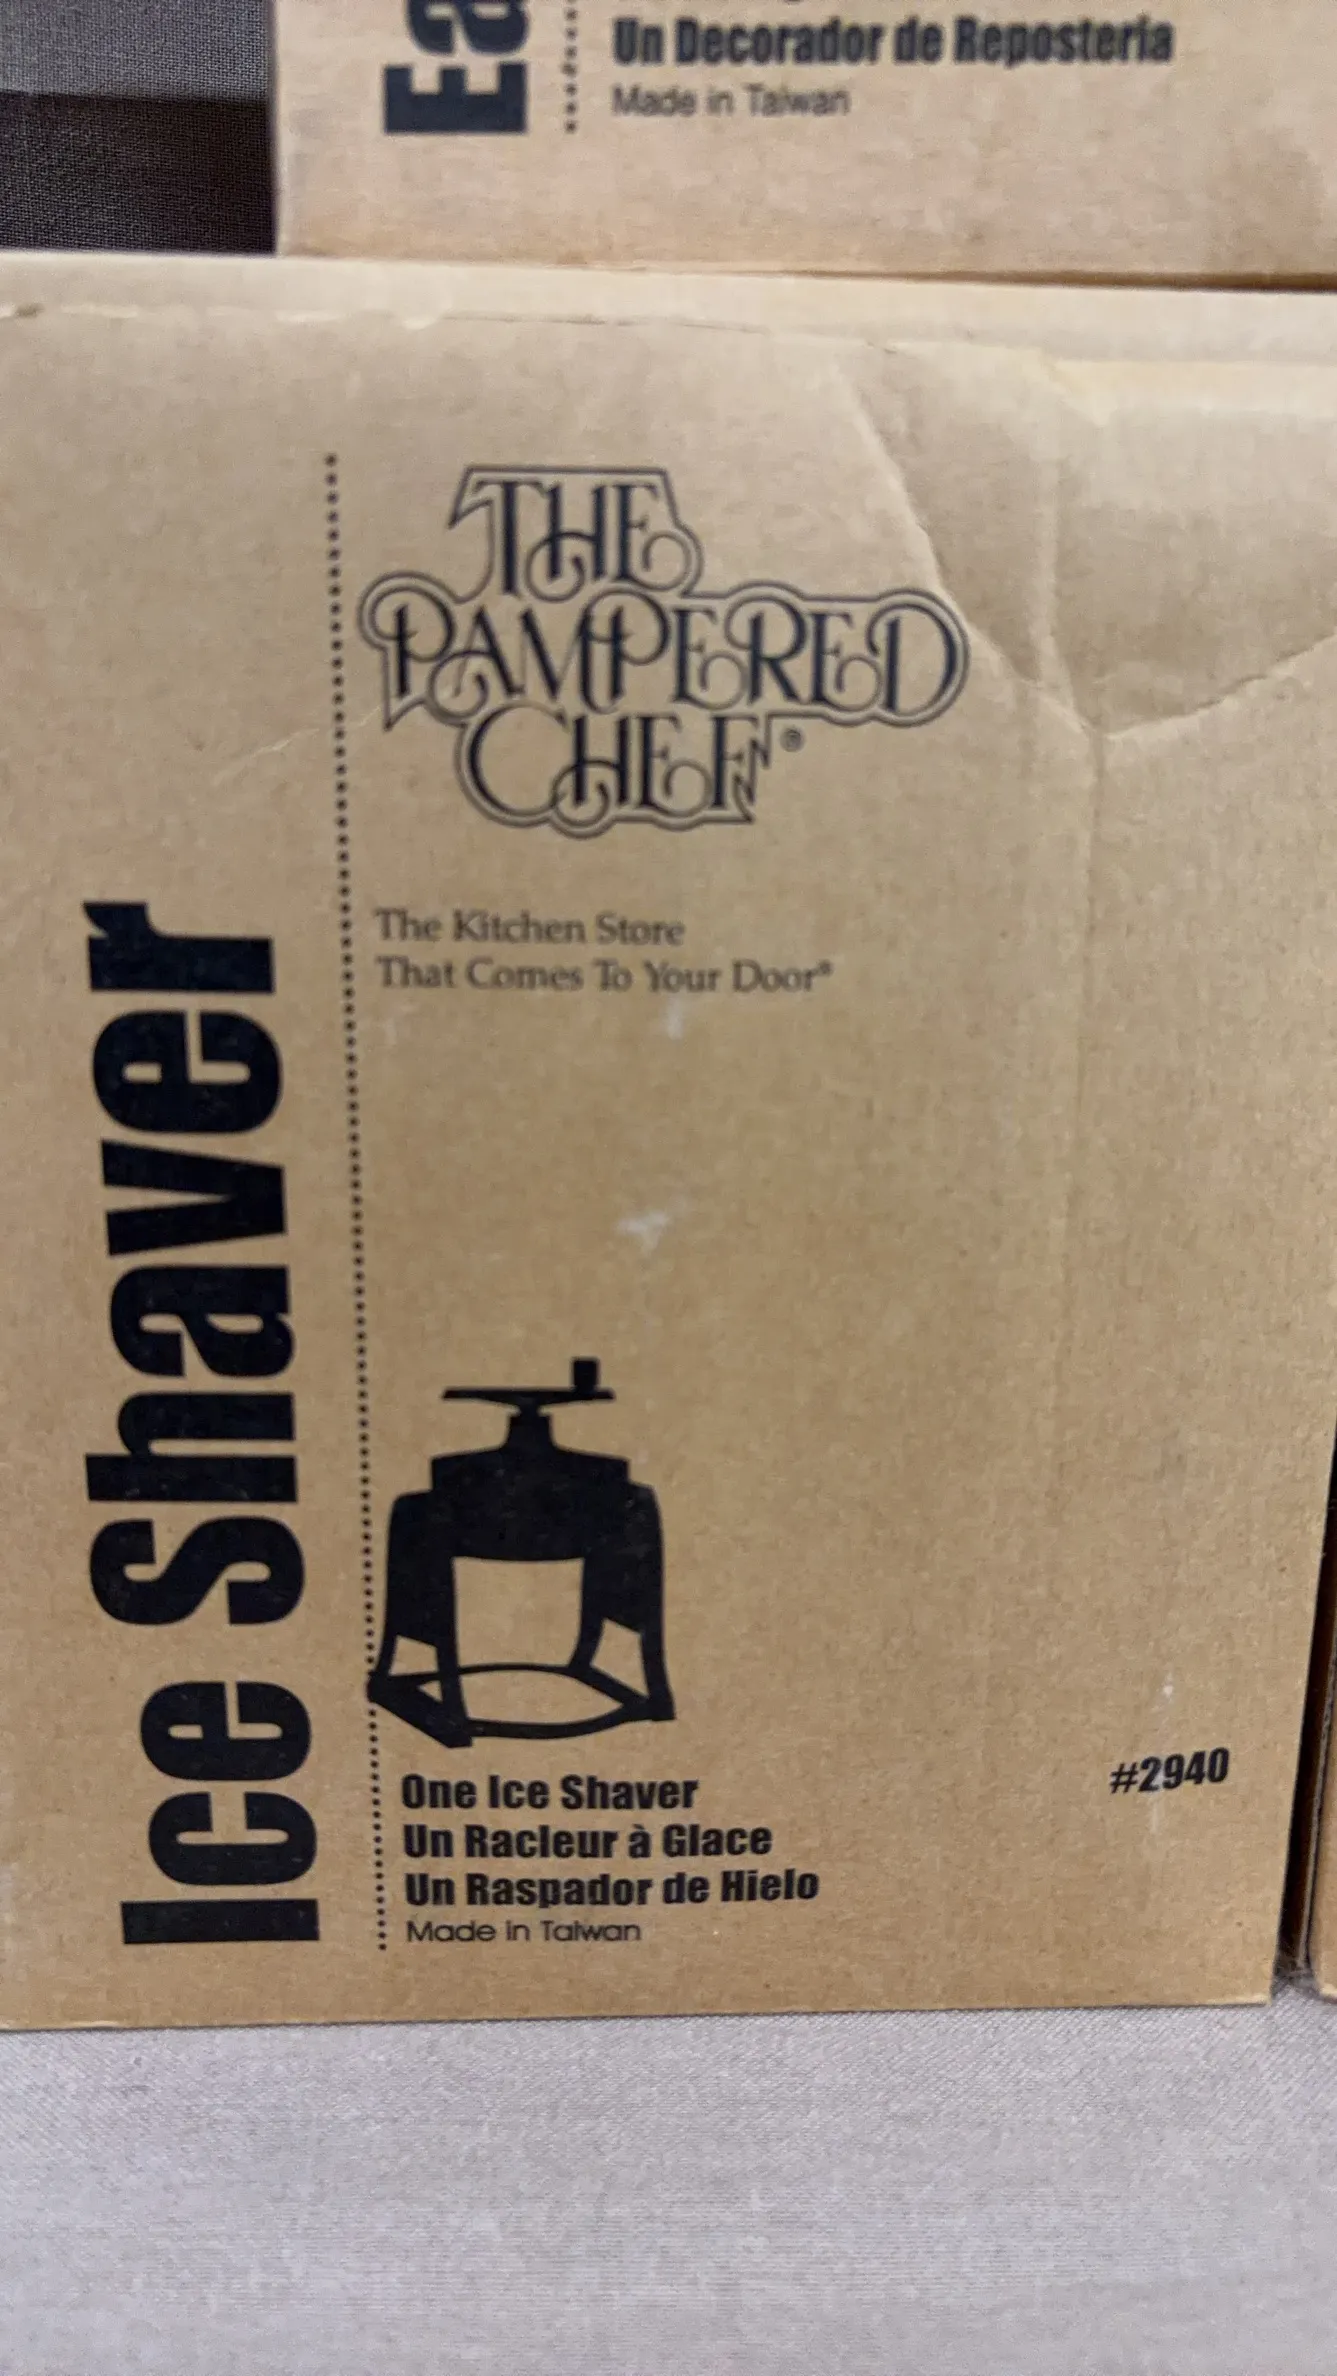 Un Decorador de Repostería
Made in Taiwan
THE
PAMPERED
CHEF®
The Kitchen Store
That Comes To Your Door®
Ice Shaver
One Ice Shaver
Un Racleur à Glace
Un Raspador de Hielo
Made in Taiwan
#2940